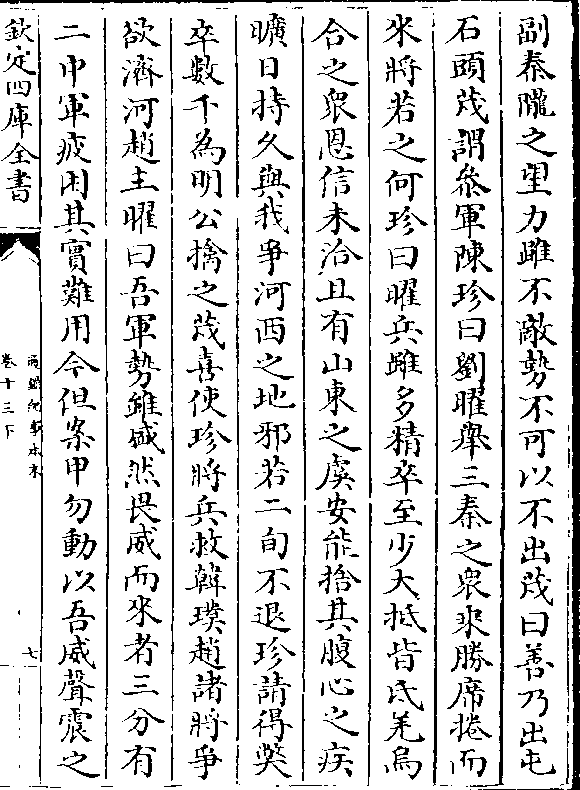 副秦隴之望力雖不敵勢不可以不出茂曰善乃出屯
石頭茂謂叅軍陳珍曰劉曜舉三秦之衆乘勝席捲而
來將若之何珍曰曜兵雖多精卒至少大抵皆氐羌烏
合之衆恩信未洽且有山東之虞安能捨其腹心之疾
曠日持久與我爭河西之地邪若二旬不退珍請得獘
卒數千為明公擒之茂喜使珍將兵救韓璞趙諸將爭
欲濟河趙主曜曰吾軍勢雖盛然畏威而來者三分有
二中軍疲困其實難用今但案甲勿動以吾威聲震之
欽定四庫全書
通鑑紀事本末
卷十三下
七